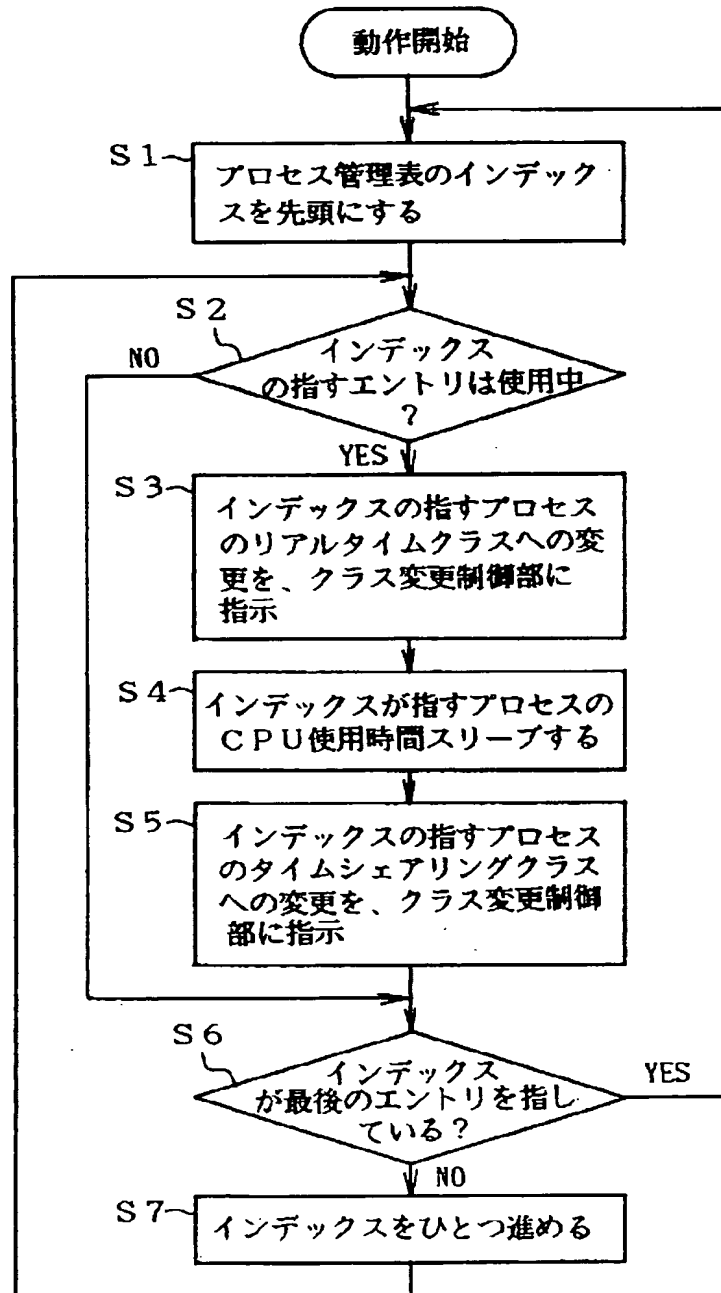 動作開始
S1
プロセス管理表のインデック
スを先頭にする
S2
インデックス
の指すエントリは使用中
?
NO
YES
S3
インデックスの指すプロセス
のリアルタイムクラスへの変
更を、クラス変更制御部に
指示
S4
インデックスが指すプロセスの
CPU使用時間スリープする
S5
インデックスの指すプロセス
のタイムシェアリングクラス
への変更を、クラス変更制御
部に指示
S6
インデックス
が最後のエントリを指し
ている?
YES
NO
S7
インデックスをひとつ進める